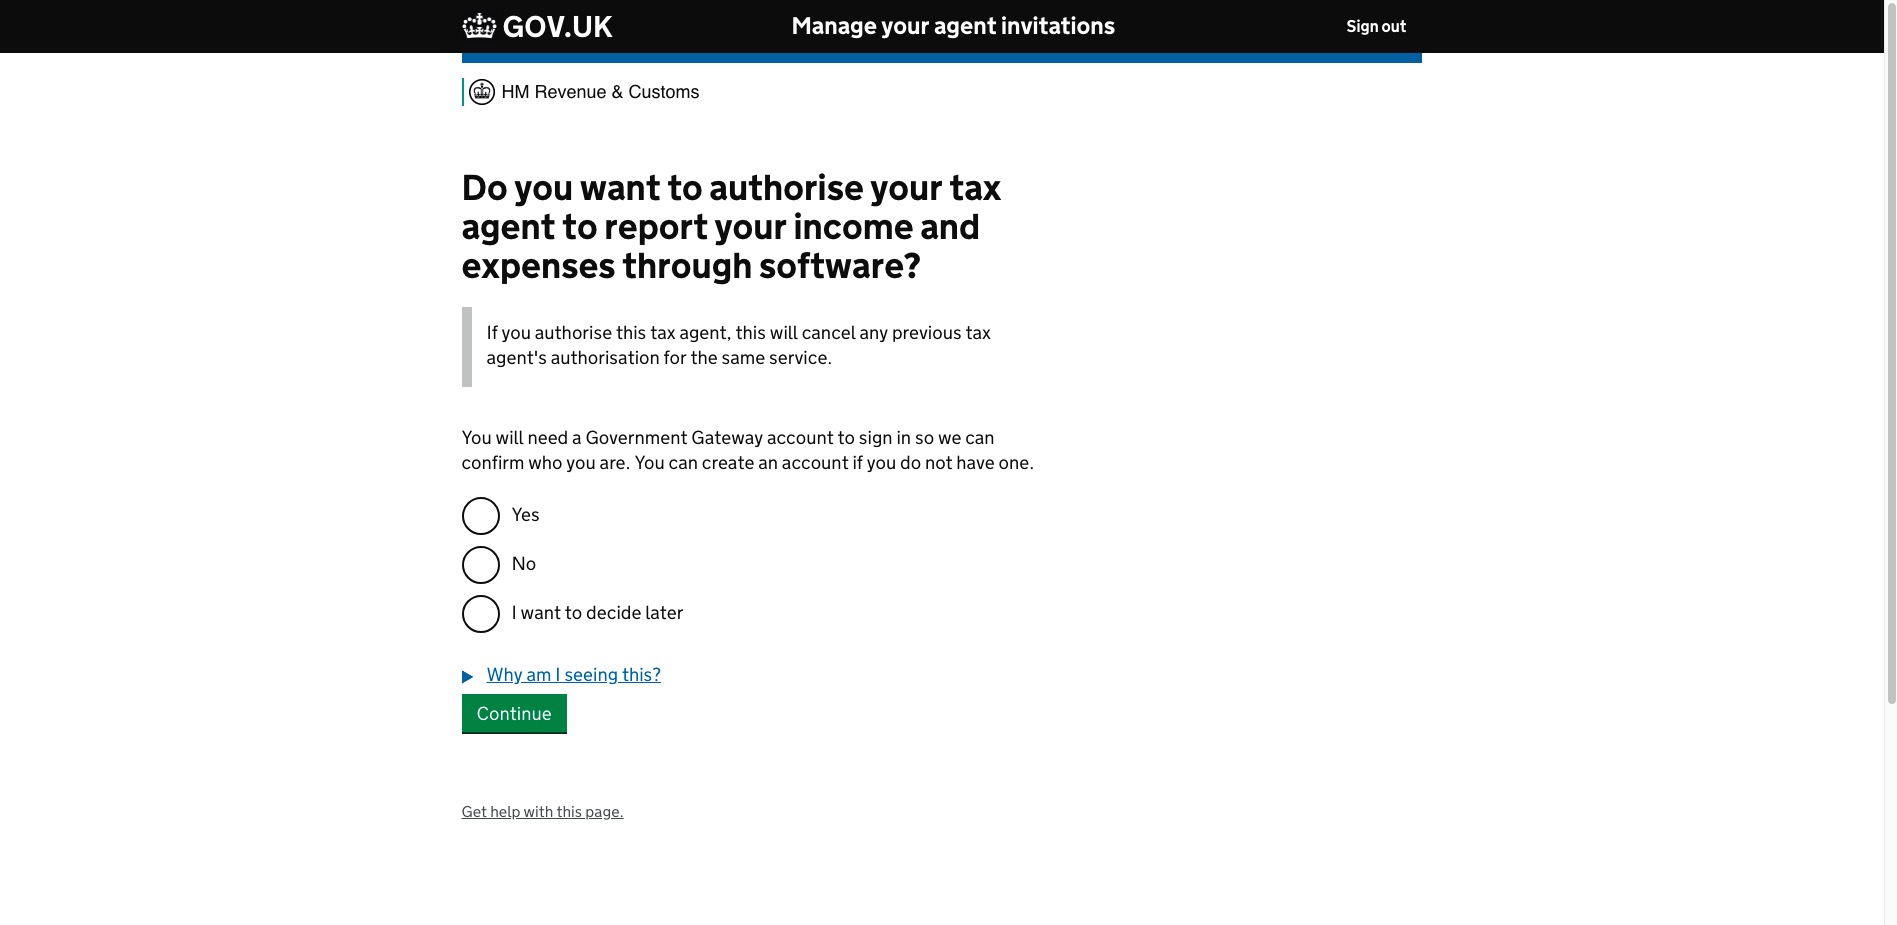 GOV.UK
Manage your agent invitations
Sign out
HM Revenue & Customs
Do you want to authorise your tax
agent to report your income and
expenses through software?
If you authorise this tax agent, this will cancel any previous tax
agent's authorisation for the same service.
You will need a Government Gateway account to sign in so we can
confirm who you are. You can create an account if you do not have one.
Yes
No
I want to decide later
Why am I seeing this?
Continue
Get help with this page.